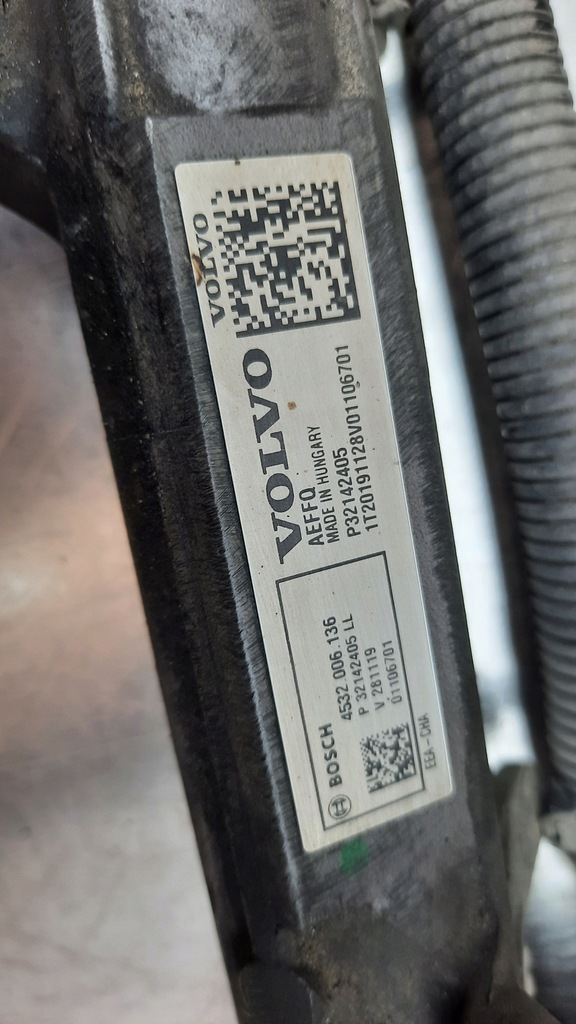 VOLVO
VOLVO
AEFFQ
MADE IN HUNGARY
P32142405
1T20191128V01106701
BOSCH
4532.006.136
P 32142405 LL
V 281119
01106701
EEA-CHA